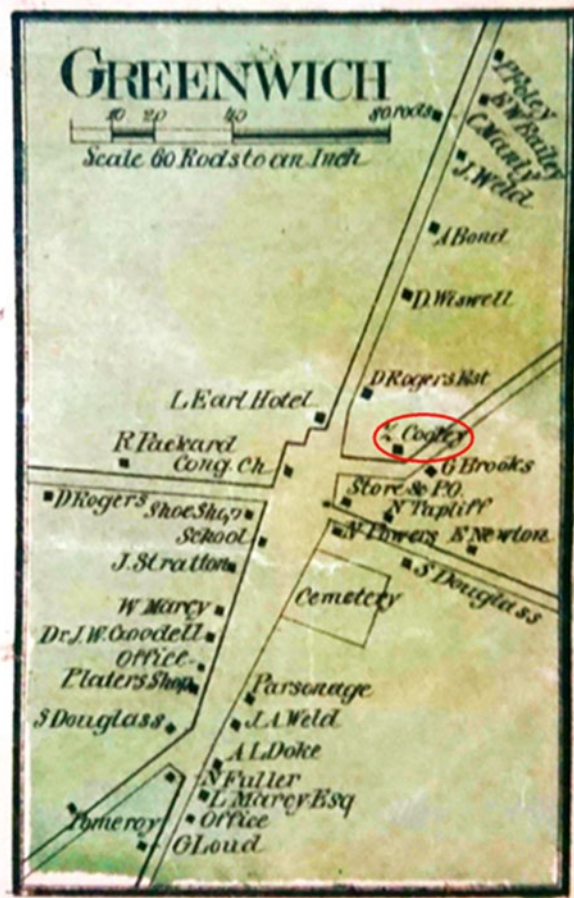 GREENWICH
10 20 40 80 rods
Scale 60 Rods to an Inch
P. Foley
E W Bailey
C. Manly
J. Weld
A Bond
D. Wiswell
D Rogers Est
L Earl Hotel
Cooley
R Packard
Cong. Ch
G Brooks
D Rogers
Shoe Shop
Store & P.O.
N Tapliff
School
N Powers
E Newton
J. Stratton
S Douglass
Cemetery
W Marcy
Dr J. W. Goodell
Office
Platers Shop
Parsonage
S Douglass
J. A. Weld
A L Doke
N Fuller
L Marcy Esq
Pomeroy
Office
G Loud